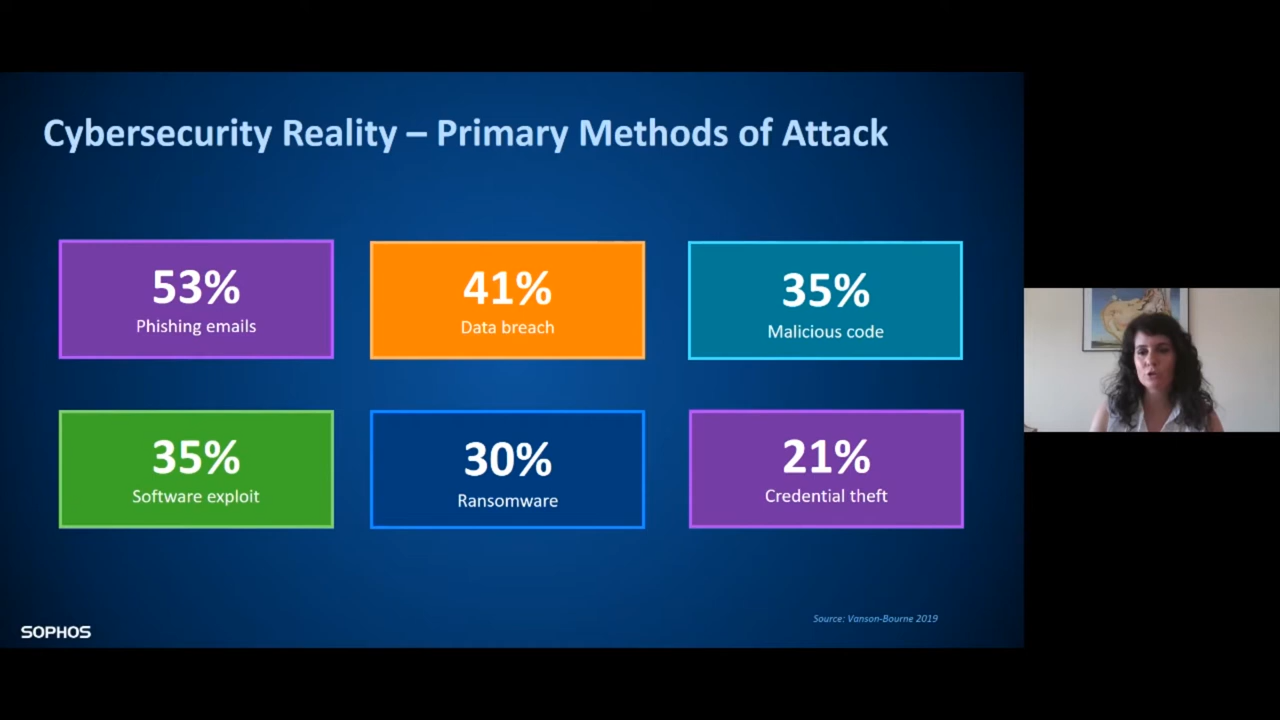 Cybersecurity Reality – Primary Methods of Attack
53%
Phishing emails
41%
Data breach
35%
Malicious code
35%
Software exploit
30%
Ransomware
21%
Credential theft
Source: Vanson-Bourne 2019
SOPHOS